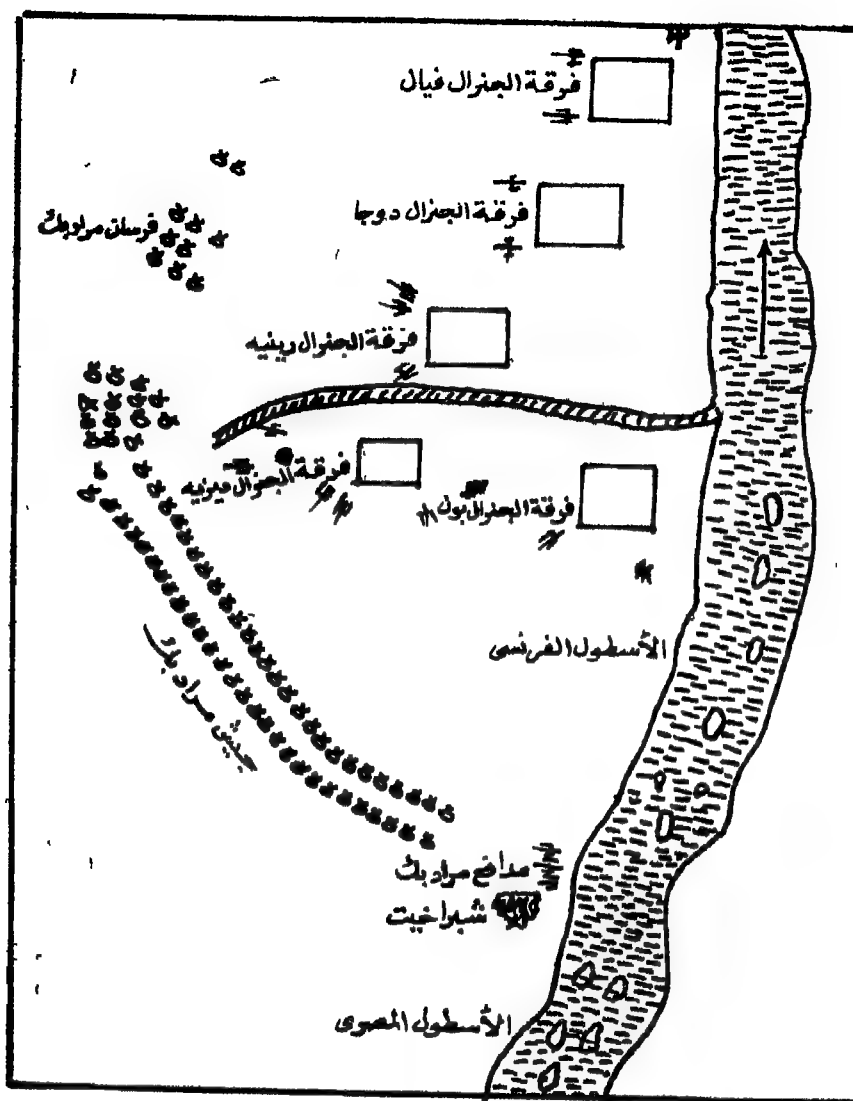 فرقة الجنرال فيال
فرقة الجنرال دوجا
فرسان مراد بك
فرقة الجنرال رينيه
فرقة الجنرال مينيه
فرقة الجنرال بون
الأسطول الفرنسى
جيش مراد بك
مدافع مراد بك
شبراخيت
الأسطول المصرى